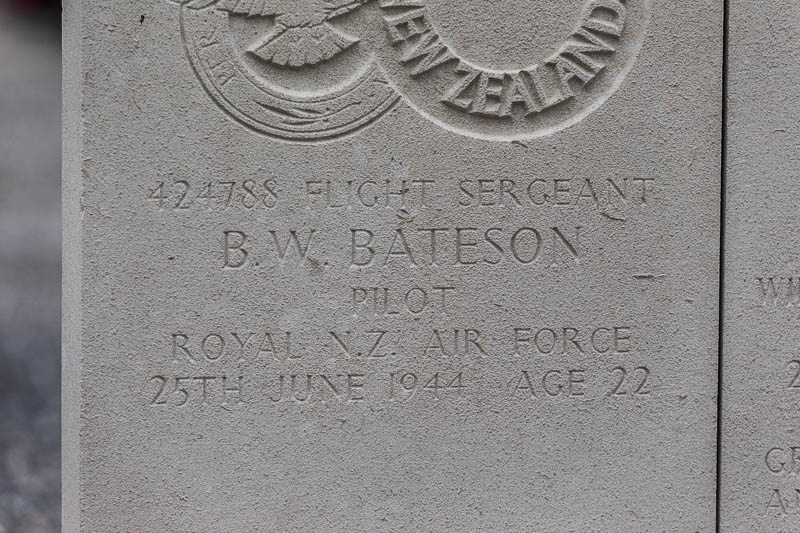 NEW ZEALAND
424788 FLIGHT SERGEANT
B.W. BATESON
PILOT
ROYAL N.Z. AIR FORCE
25TH JUNE 1944 AGE 22